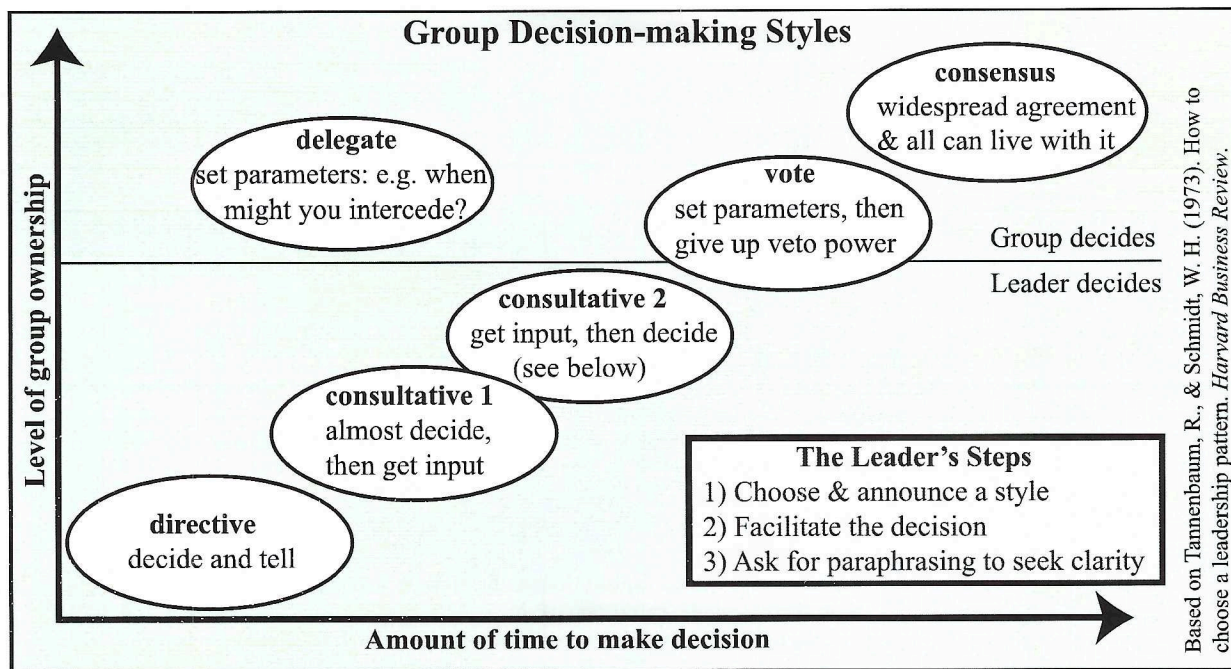 Group Decision-making Styles
consensus
widespread agreement
& all can live with it
delegate
set parameters: e.g. when
might you intercede?
vote
set parameters, then
give up veto power
Group decides
Leader decides
consultative 2
get input, then decide
(see below)
consultative 1
almost decide,
then get input
directive
decide and tell
The Leader's Steps
1) Choose & announce a style
2) Facilitate the decision
3) Ask for paraphrasing to seek clarity
Level of group ownership
Amount of time to make decision
Based on Tannenbaum, R., & Schmidt, W. H. (1973). How to
choose a leadership pattern. Harvard Business Review.